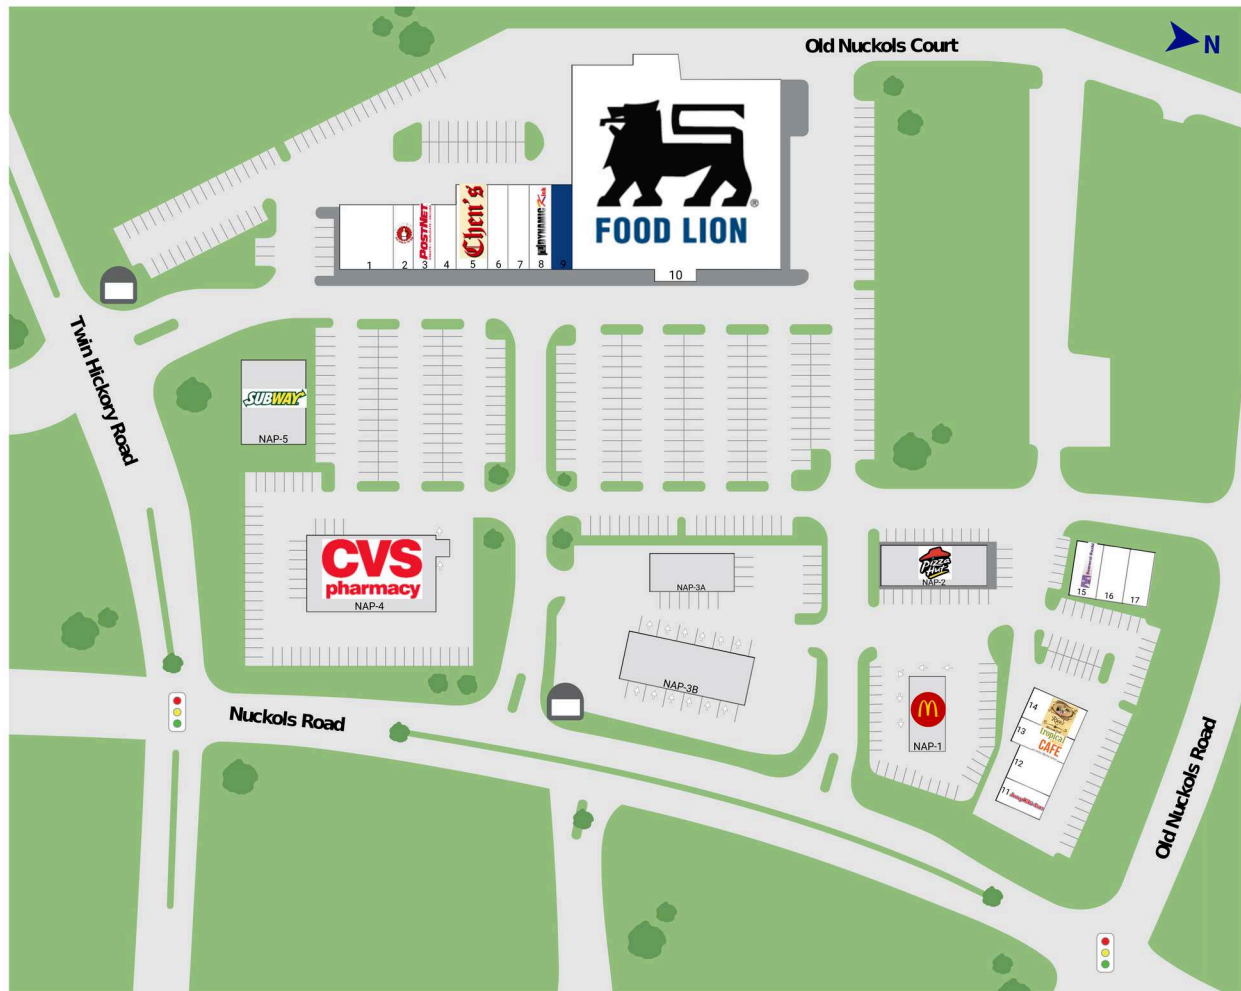 Old Nuckols Court
N
FOOD LION
®
PostNet
Chen's
DYNAMIC Kick
1
2
3
4
5
6
7
8
9
10
Twin Hickory Road
SUBWAY
NAP-5
CVS
pharmacy
NAP-4
NAP-3A
NAP-3B
Pizza
Hut
NAP-2
15
16
17
NAP-1
14
13
12
11
tropical
CAFE
Nuckols Road
Old Nuckols Road